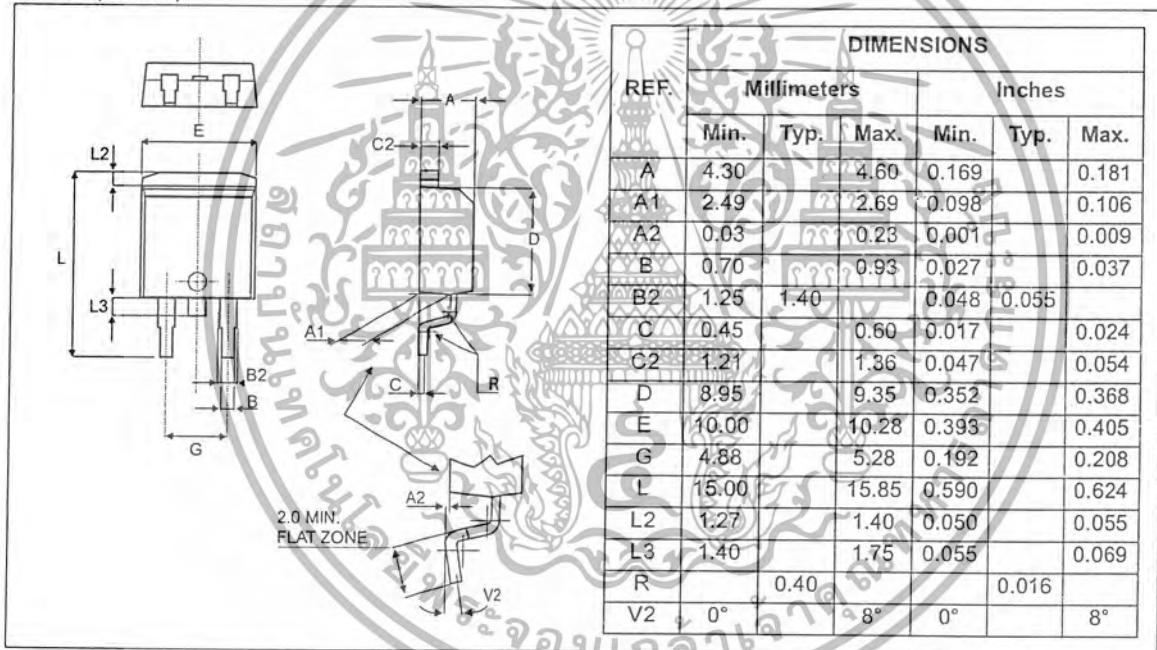 E
L2
L
L3
B2
B
G
A
C2
D
A1
C
R
A2
2.0 MIN.
FLAT ZONE
V2
DIMENSIONS
REF. Millimeters Inches
Min. Typ. Max. Min. Typ. Max.
A 4.30 4.60 0.169 0.181
A1 2.49 2.69 0.098 0.106
A2 0.03 0.23 0.001 0.009
B 0.70 0.93 0.027 0.037
B2 1.25 1.40 0.048 0.055
C 0.45 0.60 0.017 0.024
C2 1.21 1.36 0.047 0.054
D 8.95 9.35 0.352 0.368
E 10.00 10.28 0.393 0.405
G 4.88 5.28 0.192 0.208
L 15.00 15.85 0.590 0.624
L2 1.27 1.40 0.050 0.055
L3 1.40 1.75 0.055 0.069
R 0.40 0.016
V2 0° 8° 0° 8°